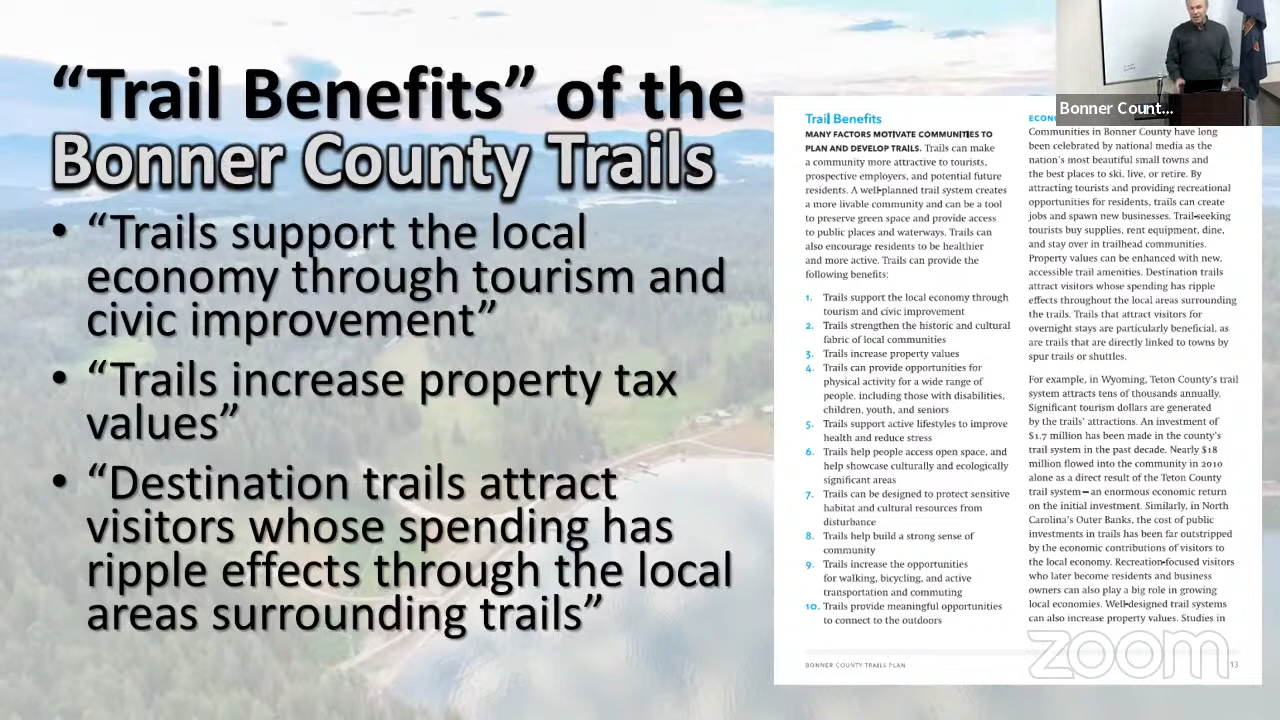 “Trail Benefits” of the
Bonner County Trails
• “Trails support the local
economy through tourism and
civic improvement”
• “Trails increase property tax
values”
• “Destination trails attract
visitors whose spending has
ripple effects through the local
areas surrounding trails”
Bonner Count...
Trail Benefits
MANY FACTORS MOTIVATE COMMUNITIES TO
PLAN AND DEVELOP TRAILS. Trails can make
a community more attractive to tourists,
prospective employers, and potential future
residents. A well-planned trail system creates
a more livable community and can be a tool
to preserve green space and provide access
to public places and waterways. Trails can
also encourage residents to be healthier
and more active. Trails can provide the
following benefits:
1. Trails support the local economy through
tourism and civic improvement
2. Trails strengthen the historic and cultural
fabric of local communities
3. Trails increase property values
4. Trails can provide opportunities for
physical activity for a wide range of
people, including those with disabilities,
children, youth, and seniors
5. Trails support active lifestyles to improve
health and reduce stress
6. Trails help people access open space, and
help showcase culturally and ecologically
significant areas
7. Trails can be designed to protect sensitive
habitat and cultural resources from
disturbance
8. Trails help build a strong sense of
community
9. Trails increase the opportunities
for walking, bicycling, and active
transportation and commuting
10. Trails provide meaningful opportunities
to connect to the outdoors
ECONO
Communities in Bonner County have long
been celebrated by national media as the
nation's most beautiful small towns and
the best places to ski, live, or retire. By
attracting tourists and providing recreational
opportunities for residents, trails can create
jobs and spawn new businesses. Trail-seeking
tourists buy supplies, rent equipment, dine,
and stay over in trailhead communities.
Property values can be enhanced with new,
accessible trail amenities. Destination trails
attract visitors whose spending has ripple
effects throughout the local areas surrounding
the trails. Trails that attract visitors for
overnight stays are particularly beneficial, as
are trails that are directly linked to towns by
spur trails or shuttles.
For example, in Wyoming, Teton County's trail
system attracts tens of thousands annually.
Significant tourism dollars are generated
by the trails' attractions. An investment of
$1.7 million has been made in the county's
trail system in the past decade. Nearly $18
million flowed into the community in 2010
alone as a direct result of the Teton County
trail system—an enormous economic return
on the initial investment. Similarly, in North
Carolina's Outer Banks, the cost of public
investments in trails has been far outstripped
by the economic contributions of visitors to
the local economy. Recreation-focused visitors
who later become residents and business
owners can also play a big role in growing
local economies. Well-designed trail systems
can also increase property values. Studies in
BONNER COUNTY TRAILS PLAN
13
zoom